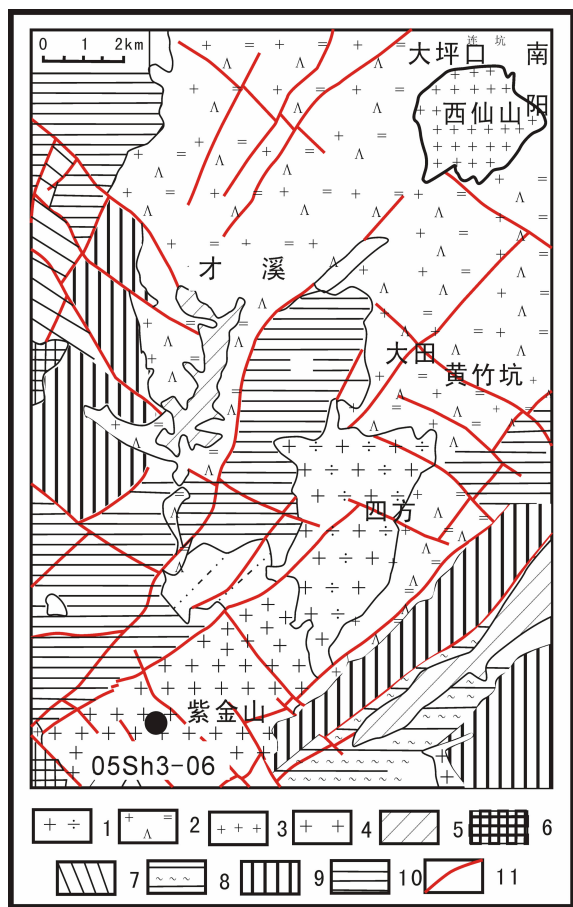 0 1 2km
连 坑
大坪口 南
阳
西仙山
才 溪
大田
黄竹坑
四方
紫金山
05Sh3-06
1 2 3 4 5 6
7 8 9 10 11